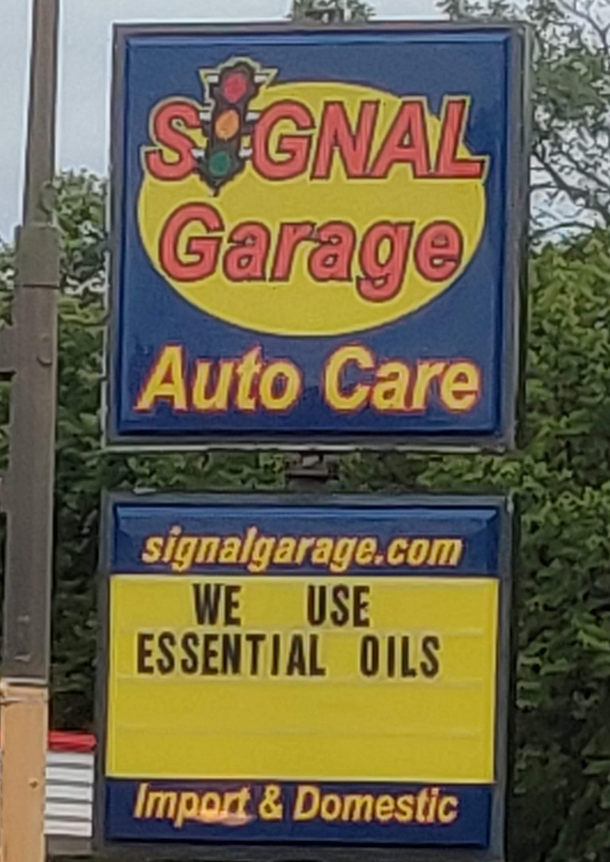 SIGNAL
Garage
Auto Care
signalgarage.com
WE USE
ESSENTIAL OILS
Import & Domestic